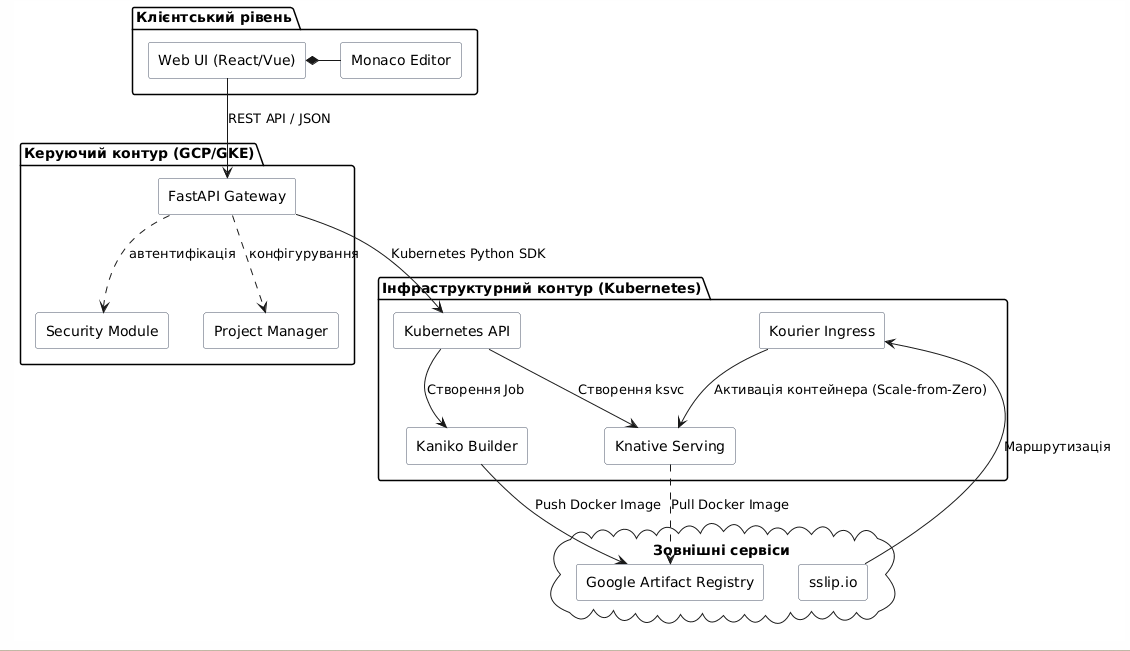 Клієнтський рівень
Web UI (React/Vue)
Monaco Editor
REST API / JSON
Керуючий контур (GCP/GKE)
FastAPI Gateway
автентифікація
конфігурування
Kubernetes Python SDK
Security Module
Project Manager
Інфраструктурний контур (Kubernetes)
Kubernetes API
Kourier Ingress
Створення Job
Створення ksvc
Активація контейнера (Scale-from-Zero)
Kaniko Builder
Knative Serving
Маршрутизація
Push Docker Image
Pull Docker Image
Зовнішні сервіси
Google Artifact Registry
sslip.io